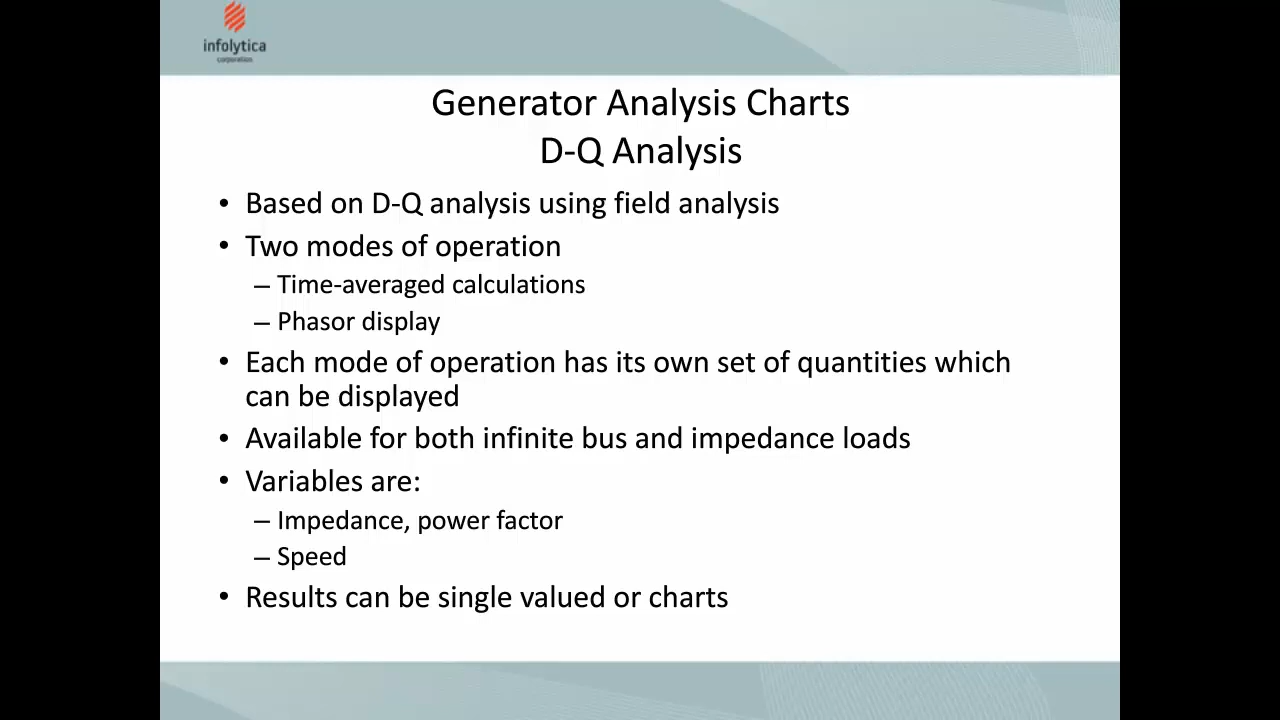 infolytica
corporation
Generator Analysis Charts
D-Q Analysis
• Based on D-Q analysis using field analysis
• Two modes of operation
– Time-averaged calculations
– Phasor display
• Each mode of operation has its own set of quantities which
can be displayed
• Available for both infinite bus and impedance loads
• Variables are:
– Impedance, power factor
– Speed
• Results can be single valued or charts